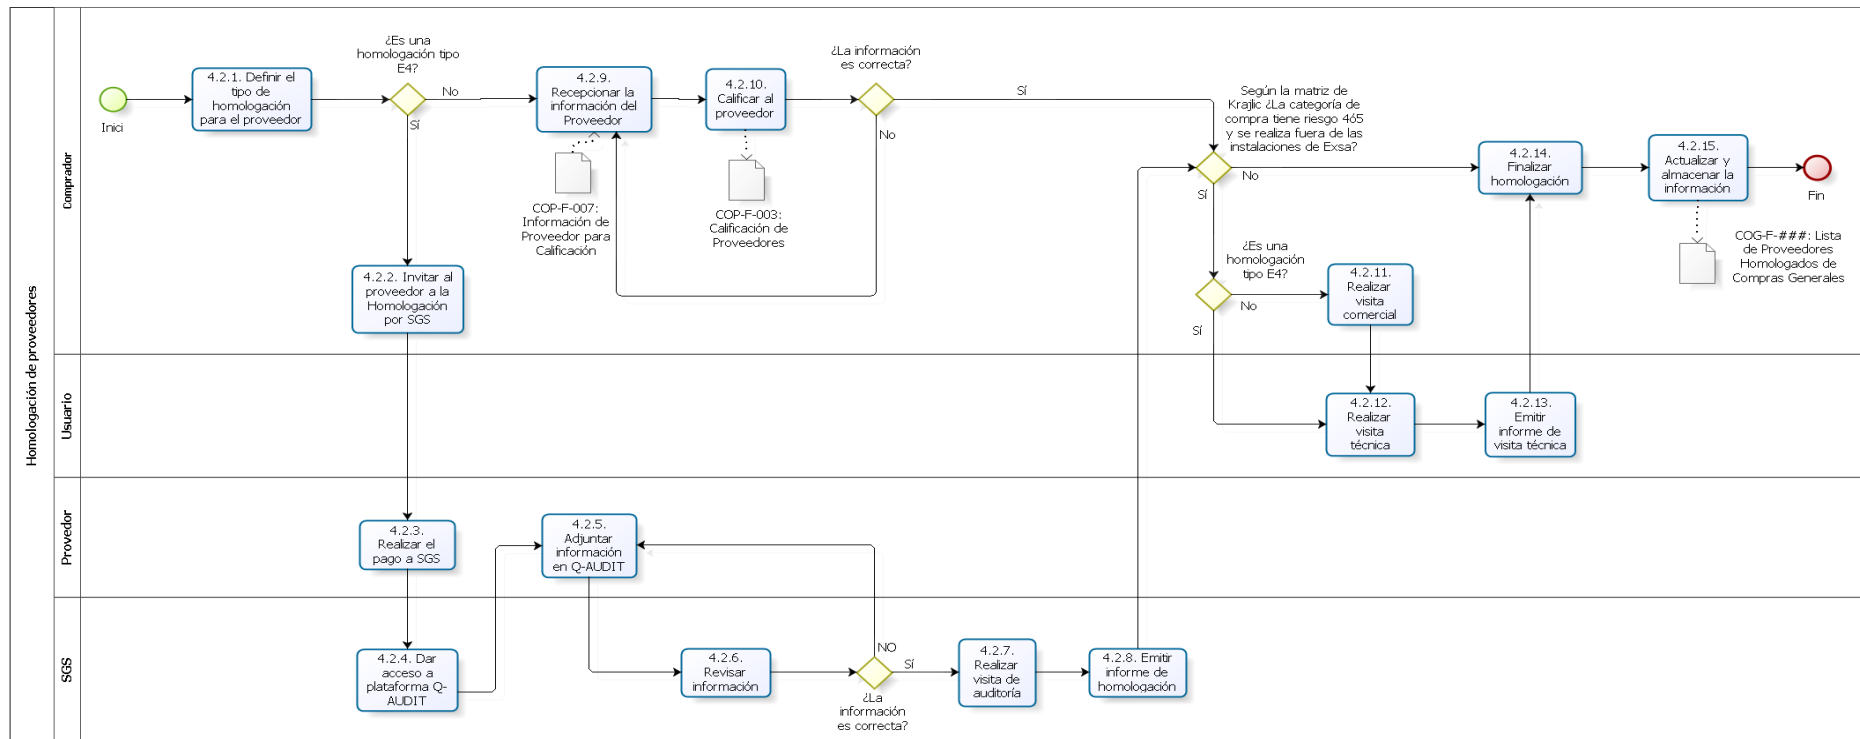 Homologación de proveedores
Comprador
Inici
4.2.1. Definir el
tipo de
homologación
para el proveedor
¿Es una
homologación tipo
E4?
No
Sí
4.2.9.
Recepcionar la
información del
Proveedor
COP-F-007:
Información de
Proveedor para
Calificación
4.2.10.
Calificar al
proveedor
COP-F-003:
Calificación de
Proveedores
¿La información
es correcta?
Sí
No
Según la matriz de
Krajlic ¿La categoría de
compra tiene riesgo 4ó5
y se realiza fuera de las
instalaciones de Exsa?
No
Sí
4.2.14.
Finalizar
homologación
4.2.15.
Actualizar y
almacenar la
información
Fin
COG-F-###: Lista
de Proveedores
Homologados de
Compras Generales
4.2.2. Invitar al
proveedor a la
Homologación
por SGS
¿Es una
homologación
tipo E4?
No
Sí
4.2.11.
Realizar
visita
comercial
Usuario
4.2.12.
Realizar
visita
técnica
4.2.13.
Emitir
informe de
visita técnica
Provedor
4.2.3.
Realizar el
pago a SGS
4.2.5.
Adjuntar
información
en Q-AUDIT
SGS
4.2.4. Dar
acceso a
plataforma Q-
AUDIT
4.2.6.
Revisar
información
NO
Sí
¿La
información
es correcta?
4.2.7.
Realizar
visita de
auditoría
4.2.8. Emitir
informe de
homologación